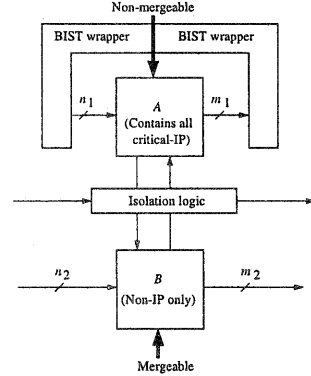 Non-mergeable
BIST wrapper
BIST wrapper
n1
A
(Contains all
critical-IP)
m1
Isolation logic
n2
B
(Non-IP only)
m2
Mergeable